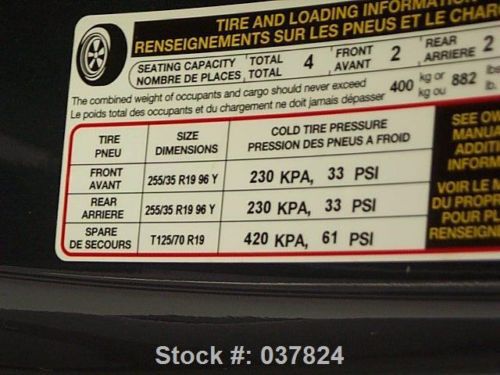 TIRE AND LOADING INFORMATION
RENSEIGNEMENTS SUR LES PNEUS ET LE CHAR
SEATING CAPACITY TOTAL 4 FRONT 2 REAR 2
NOMBRE DE PLACES TOTAL AVANT ARRIERE
The combined weight of occupants and cargo should never exceed 400 kg or 882 lbs
Le poids total des occupants et du chargement ne doit jamais dépasser kg ou lb.
TIRE SIZE COLD TIRE PRESSURE
PNEU DIMENSIONS PRESSION DES PNEUS A FROID
FRONT
AVANT 255/35 R19 96 Y 230 KPA, 33 PSI
REAR
ARRIERE 255/35 R19 96 Y 230 KPA, 33 PSI
SPARE
DE SECOURS T125/70 R19 420 KPA, 61 PSI
SEE OW
MANUA
ADDITI
INFORM
VOIR LE
DU PROP
POUR P
RENSEIGN
Stock #: 037824